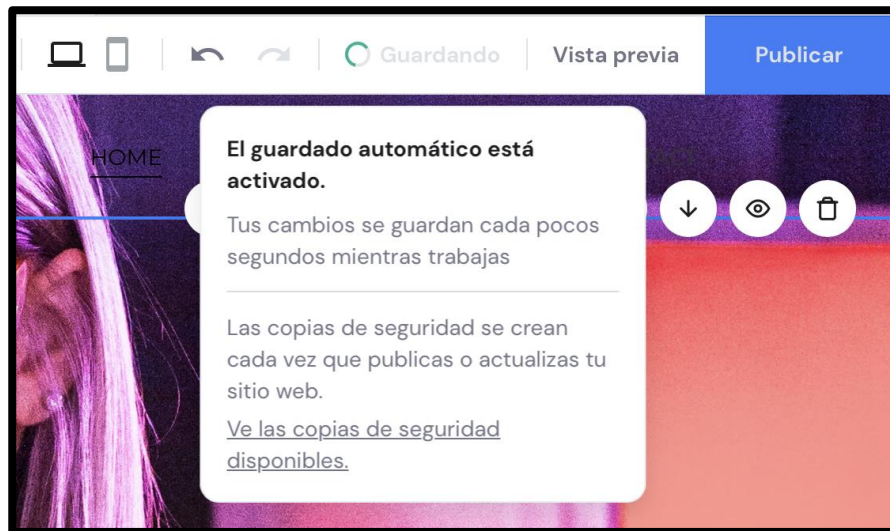 Guardando
Vista previa
Publicar
HOME
El guardado automático está
activado.
Tus cambios se guardan cada pocos
segundos mientras trabajas
Las copias de seguridad se crean
cada vez que publicas o actualizas tu
sitio web.
Ve las copias de seguridad
disponibles.